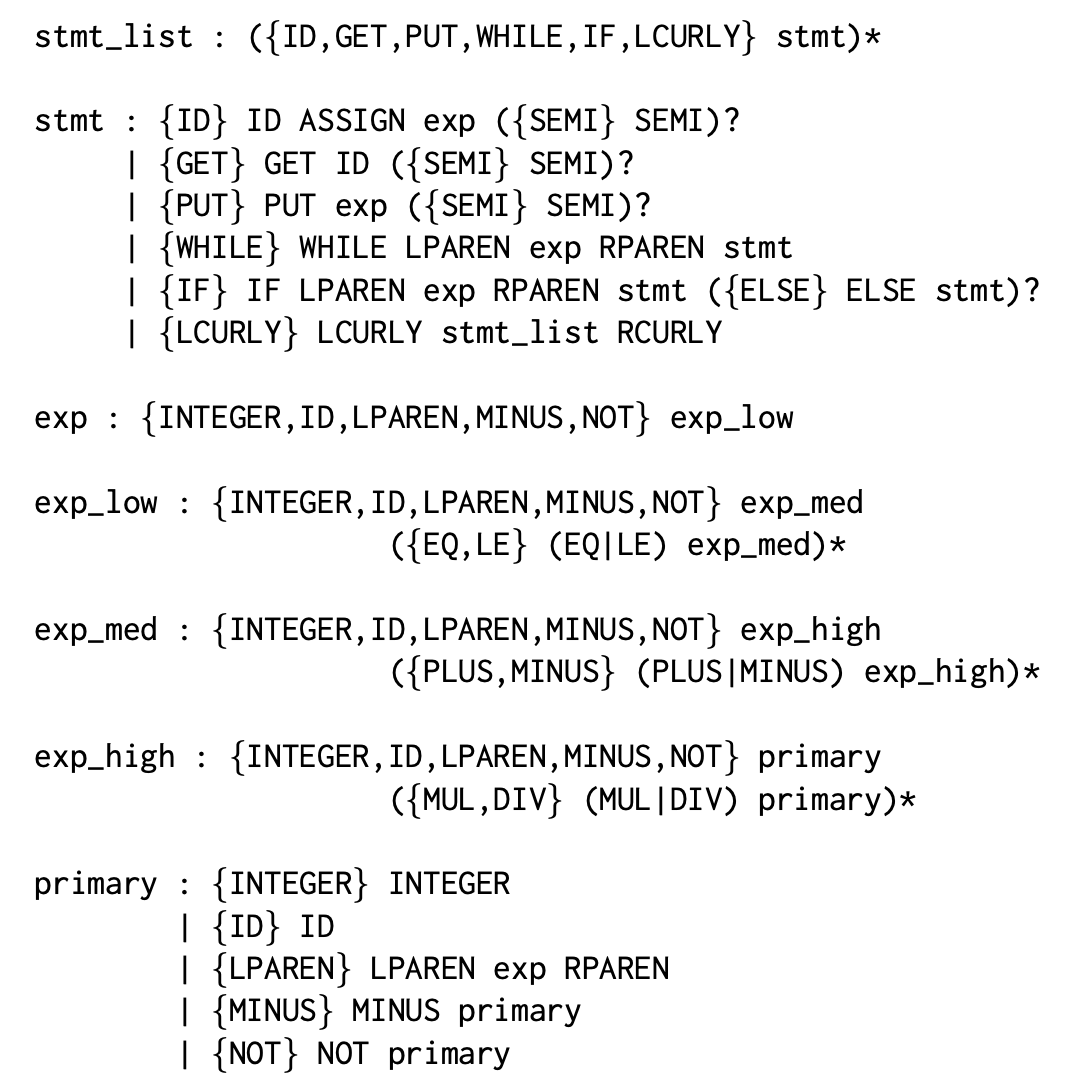 stmt_list : ({ID,GET,PUT,WHILE,IF,LCURLY} stmt)*
stmt : {ID} ID ASSIGN exp ({SEMI} SEMI)?
| {GET} GET ID ({SEMI} SEMI)?
| {PUT} PUT exp ({SEMI} SEMI)?
| {WHILE} WHILE LPAREN exp RPAREN stmt
| {IF} IF LPAREN exp RPAREN stmt ({ELSE} ELSE stmt)?
| {LCURLY} LCURLY stmt_list RCURLY
exp : {INTEGER,ID,LPAREN,MINUS,NOT} exp_low
exp_low : {INTEGER,ID,LPAREN,MINUS,NOT} exp_med
({EQ,LE} (EQ|LE) exp_med)*
exp_med : {INTEGER,ID,LPAREN,MINUS,NOT} exp_high
({PLUS,MINUS} (PLUS|MINUS) exp_high)*
exp_high : {INTEGER,ID,LPAREN,MINUS,NOT} primary
({MUL,DIV} (MUL|DIV) primary)*
primary : {INTEGER} INTEGER
| {ID} ID
| {LPAREN} LPAREN exp RPAREN
| {MINUS} MINUS primary
| {NOT} NOT primary